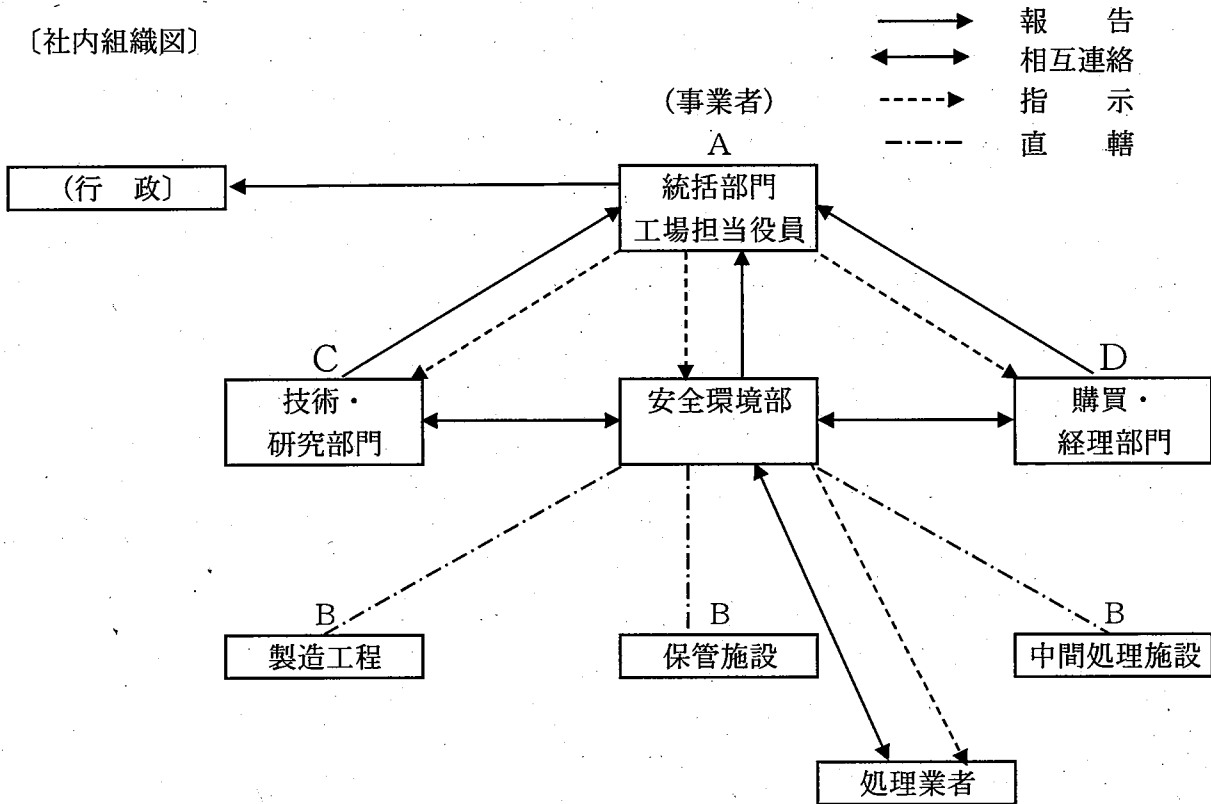 〔社内組織図〕
報　　告
相互連絡
指　　示
直　　轄
(事業者)
A
(行　政〕
統括部門
工場担当役員
C
D
技術・
研究部門
安全環境部
購買・
経理部門
B
B
B
製造工程
保管施設
中間処理施設
処理業者